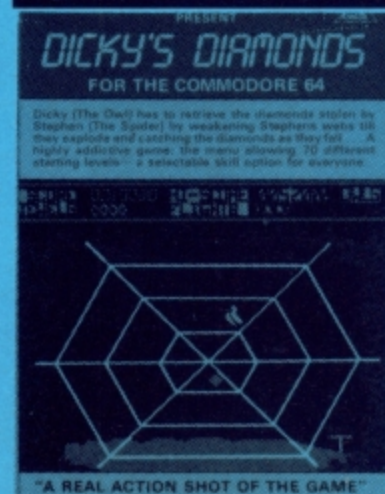 PRESENT
DICKY'S DIAMONDS
FOR THE COMMODORE 64
Dicky (The Owl) has to retrieve the diamonds stolen by
Stephen (The Spider) by weakening Stephens webs till
they explode and catching the diamonds as they fall ... A
highly addictive game: the menu allowing 70 different
starting levels — a selectable skill option for everyone.
"A REAL ACTION SHOT OF THE GAME"